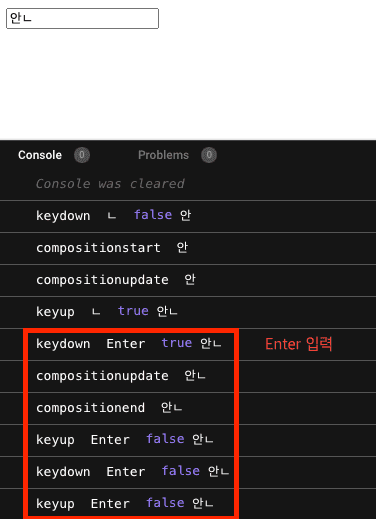 안ㄴ
Console 0 Problems 0
Console was cleared
keydown ㄴ false 안
compositionstart 안
compositionupdate 안
keyup ㄴ true 안ㄴ
keydown Enter true 안ㄴ Enter 입력
compositionupdate 안ㄴ
compositionend 안ㄴ
keyup Enter false 안ㄴ
keydown Enter false 안ㄴ
keyup Enter false 안ㄴ